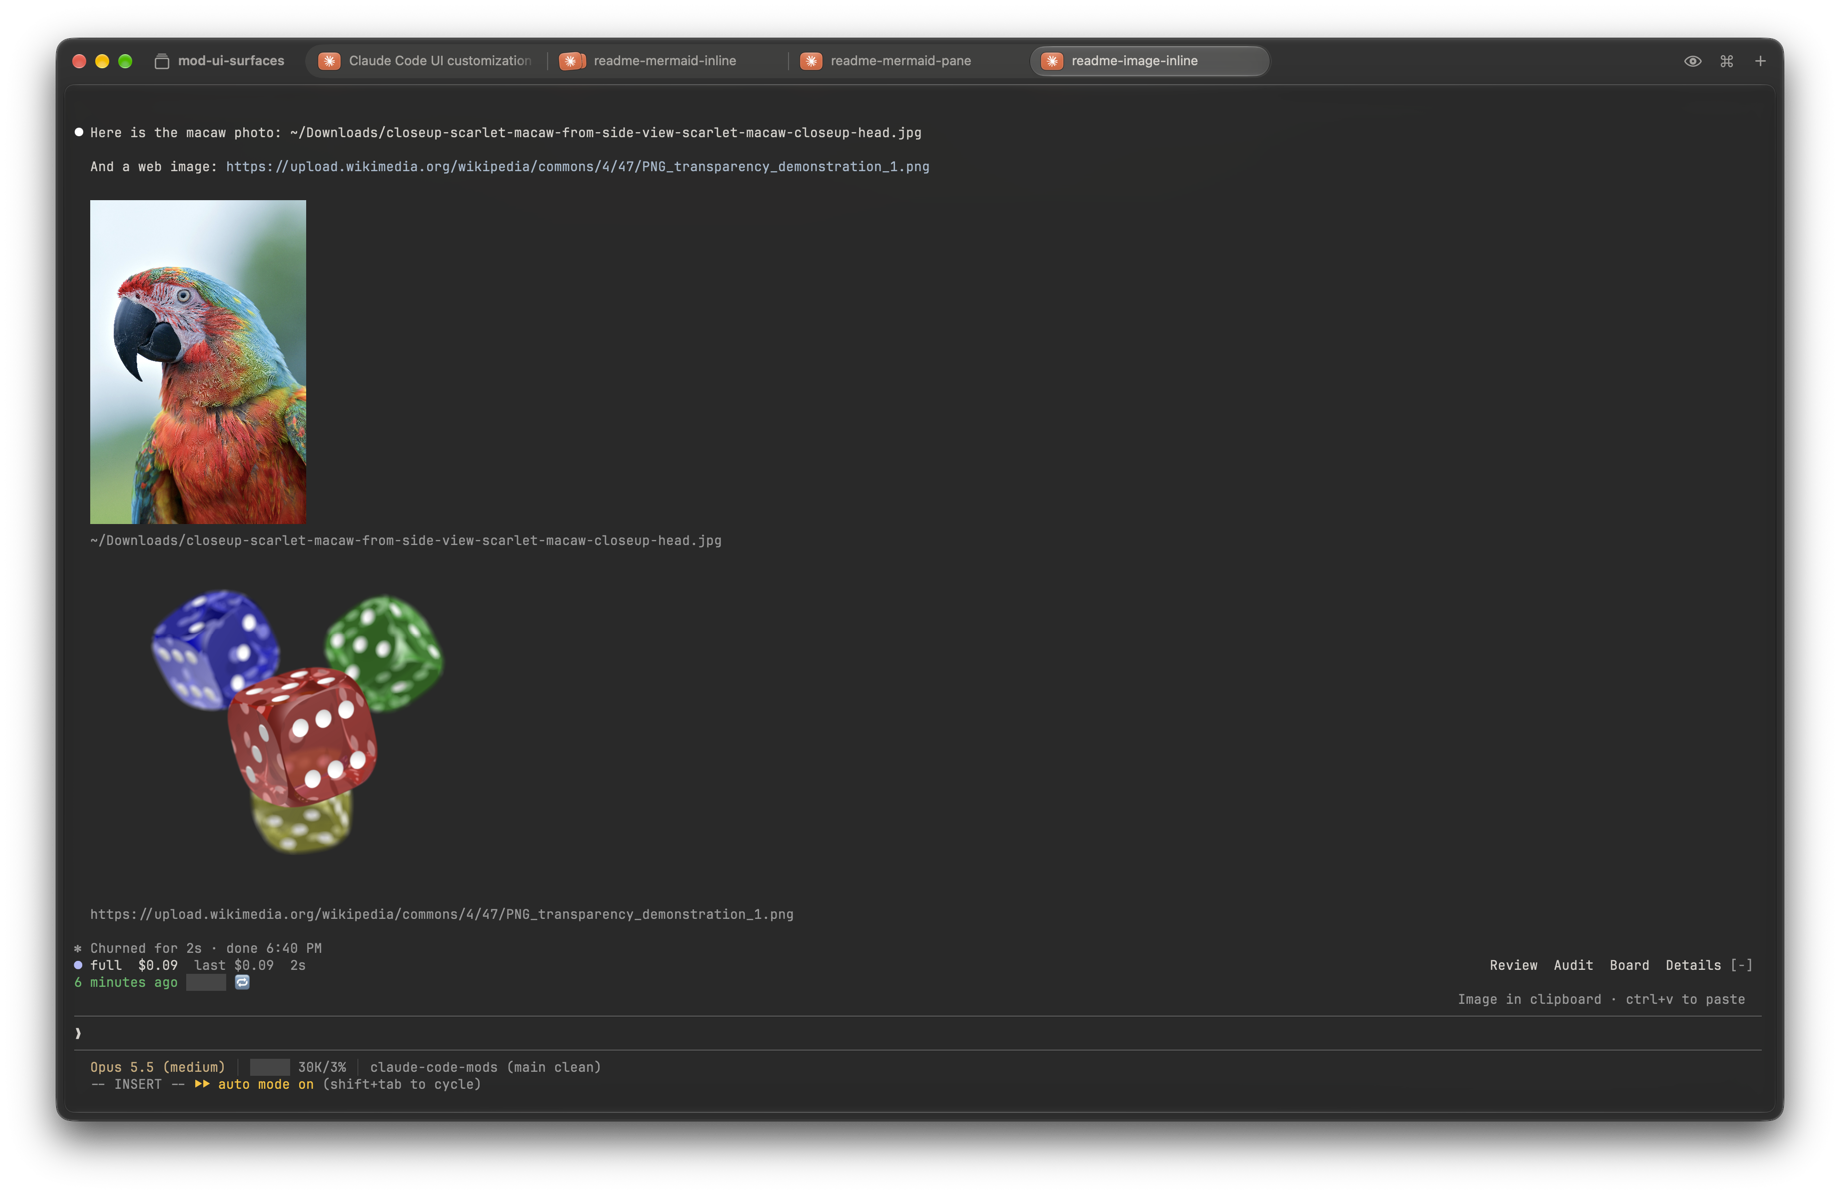 mod-ui-surfaces
Claude Code UI customization
readme-mermaid-inline
readme-mermaid-pane
readme-image-inline
Here is the macaw photo: ~/Downloads/closeup-scarlet-macaw-from-side-view-scarlet-macaw-closeup-head.jpg
And a web image: https://upload.wikimedia.org/wikipedia/commons/4/47/PNG_transparency_demonstration_1.png
~/Downloads/closeup-scarlet-macaw-from-side-view-scarlet-macaw-closeup-head.jpg
https://upload.wikimedia.org/wikipedia/commons/4/47/PNG_transparency_demonstration_1.png
✻ Churned for 2s · done 6:40 PM
full $0.09 last $0.09 2s
Review Audit Board Details [-]
6 minutes ago
Image in clipboard · ctrl+v to paste
❯
Opus 5.5 (medium) | 30K/3% | claude-code-mods (main clean)
-- INSERT -- ⏵⏵ auto mode on (shift+tab to cycle)